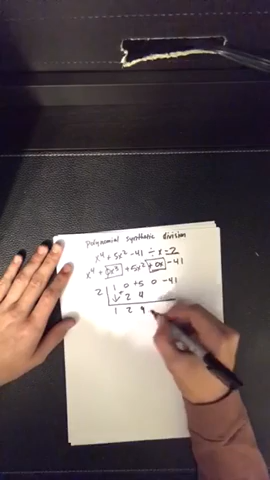 Polynomial synthetic division
x⁴ + 5x² - 41 ÷ x = 2
x⁴ + 0x³ + 5x² + 0x - 41
2 1 0 +5 0 -41
↓ 2 4
1 2 9